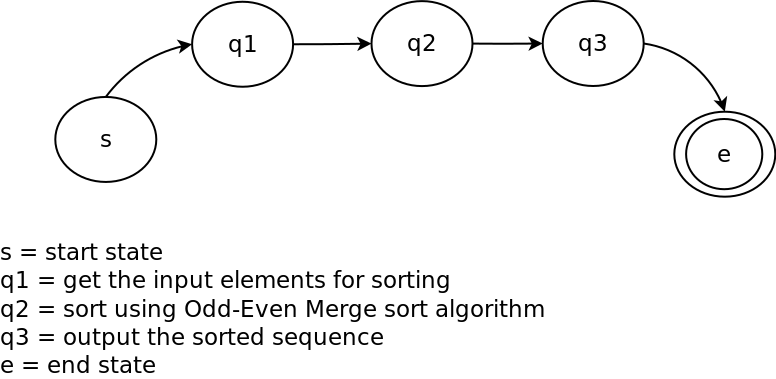 q1
q2
q3
s
e
s = start state
q1 = get the input elements for sorting
q2 = sort using Odd-Even Merge sort algorithm
q3 = output the sorted sequence
e = end state